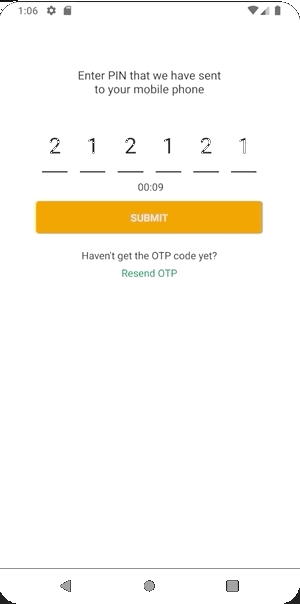 1:06
Enter PIN that we have sent
to your mobile phone
2 1 2 1 2 1
00:09
SUBMIT
Haven't get the OTP code yet?
Resend OTP